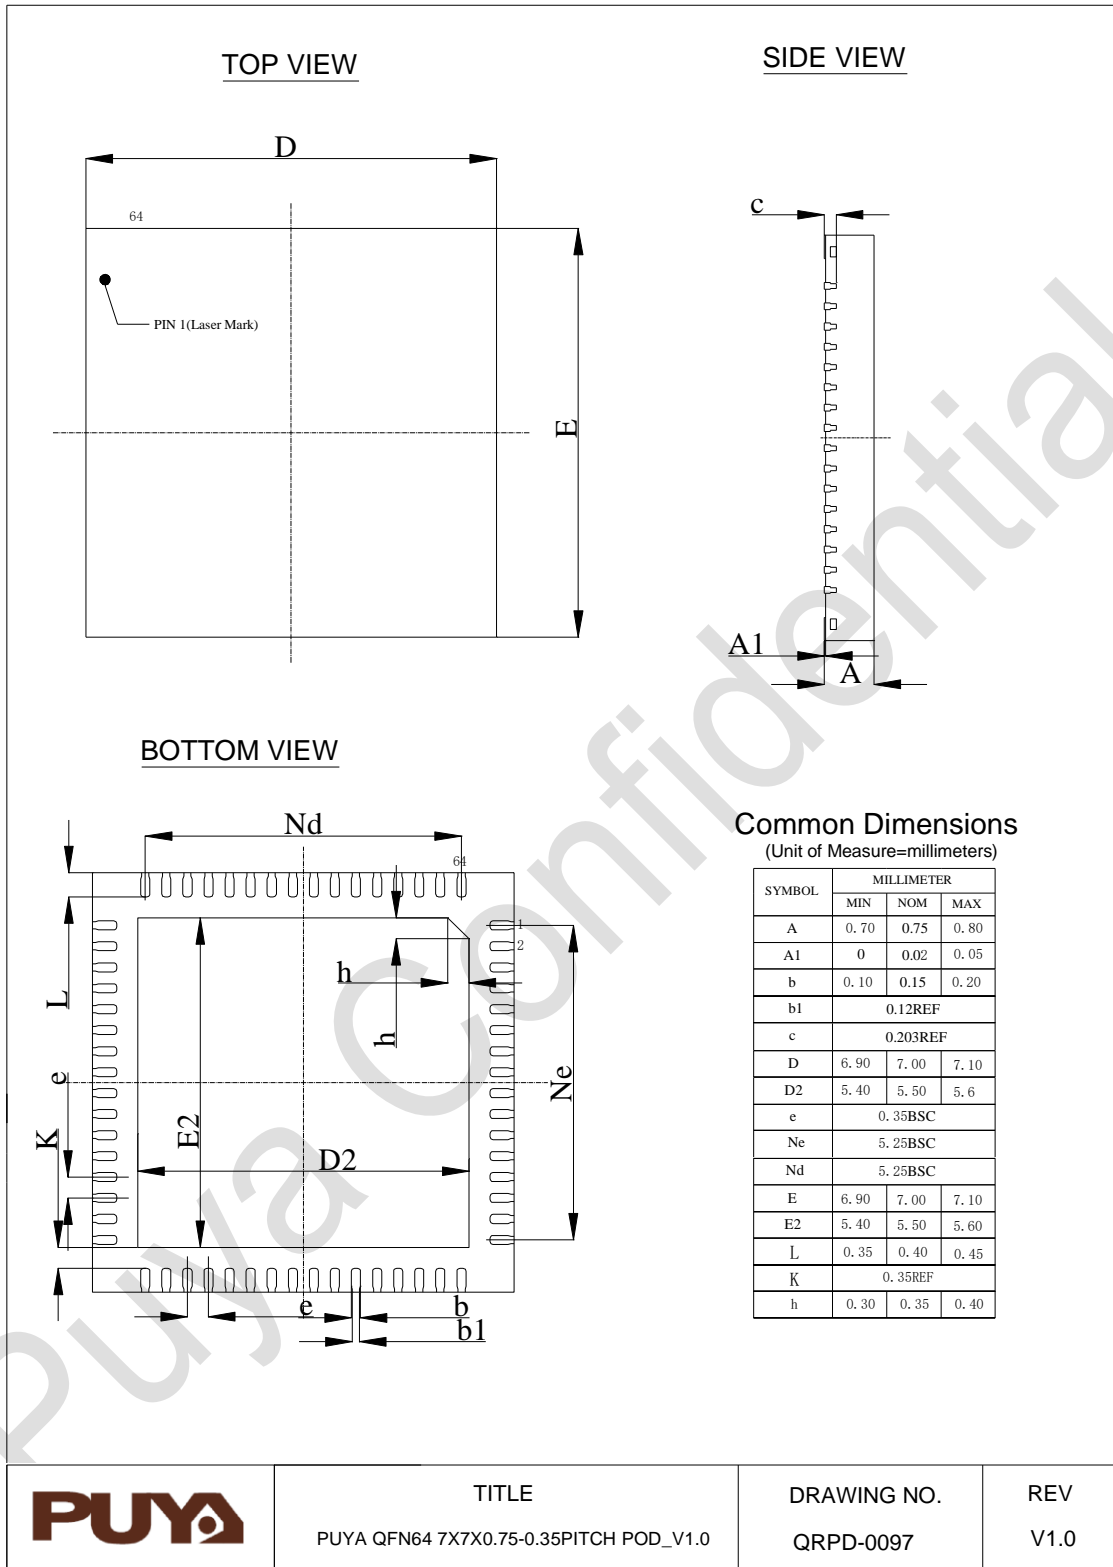 TOP VIEW
SIDE VIEW
D
64
PIN 1(Laser Mark)
E
c
A1
A
BOTTOM VIEW
Nd
64
1
2
L
h
h
e
Ne
K
E2
D2
e
b
b1
Common Dimensions
(Unit of Measure=millimeters)
SYMBOL MILLIMETER
MIN NOM MAX
A 0.70 0.75 0.80
A1 0 0.02 0.05
b 0.10 0.15 0.20
b1 0.12REF
c 0.203REF
D 6.90 7.00 7.10
D2 5.40 5.50 5.6
e 0.35BSC
Ne 5.25BSC
Nd 5.25BSC
E 6.90 7.00 7.10
E2 5.40 5.50 5.60
L 0.35 0.40 0.45
K 0.35REF
h 0.30 0.35 0.40
Puya Confidential
PUYA
TITLE
PUYA QFN64 7X7X0.75-0.35PITCH POD_V1.0
DRAWING NO.
QRPD-0097
REV
V1.0